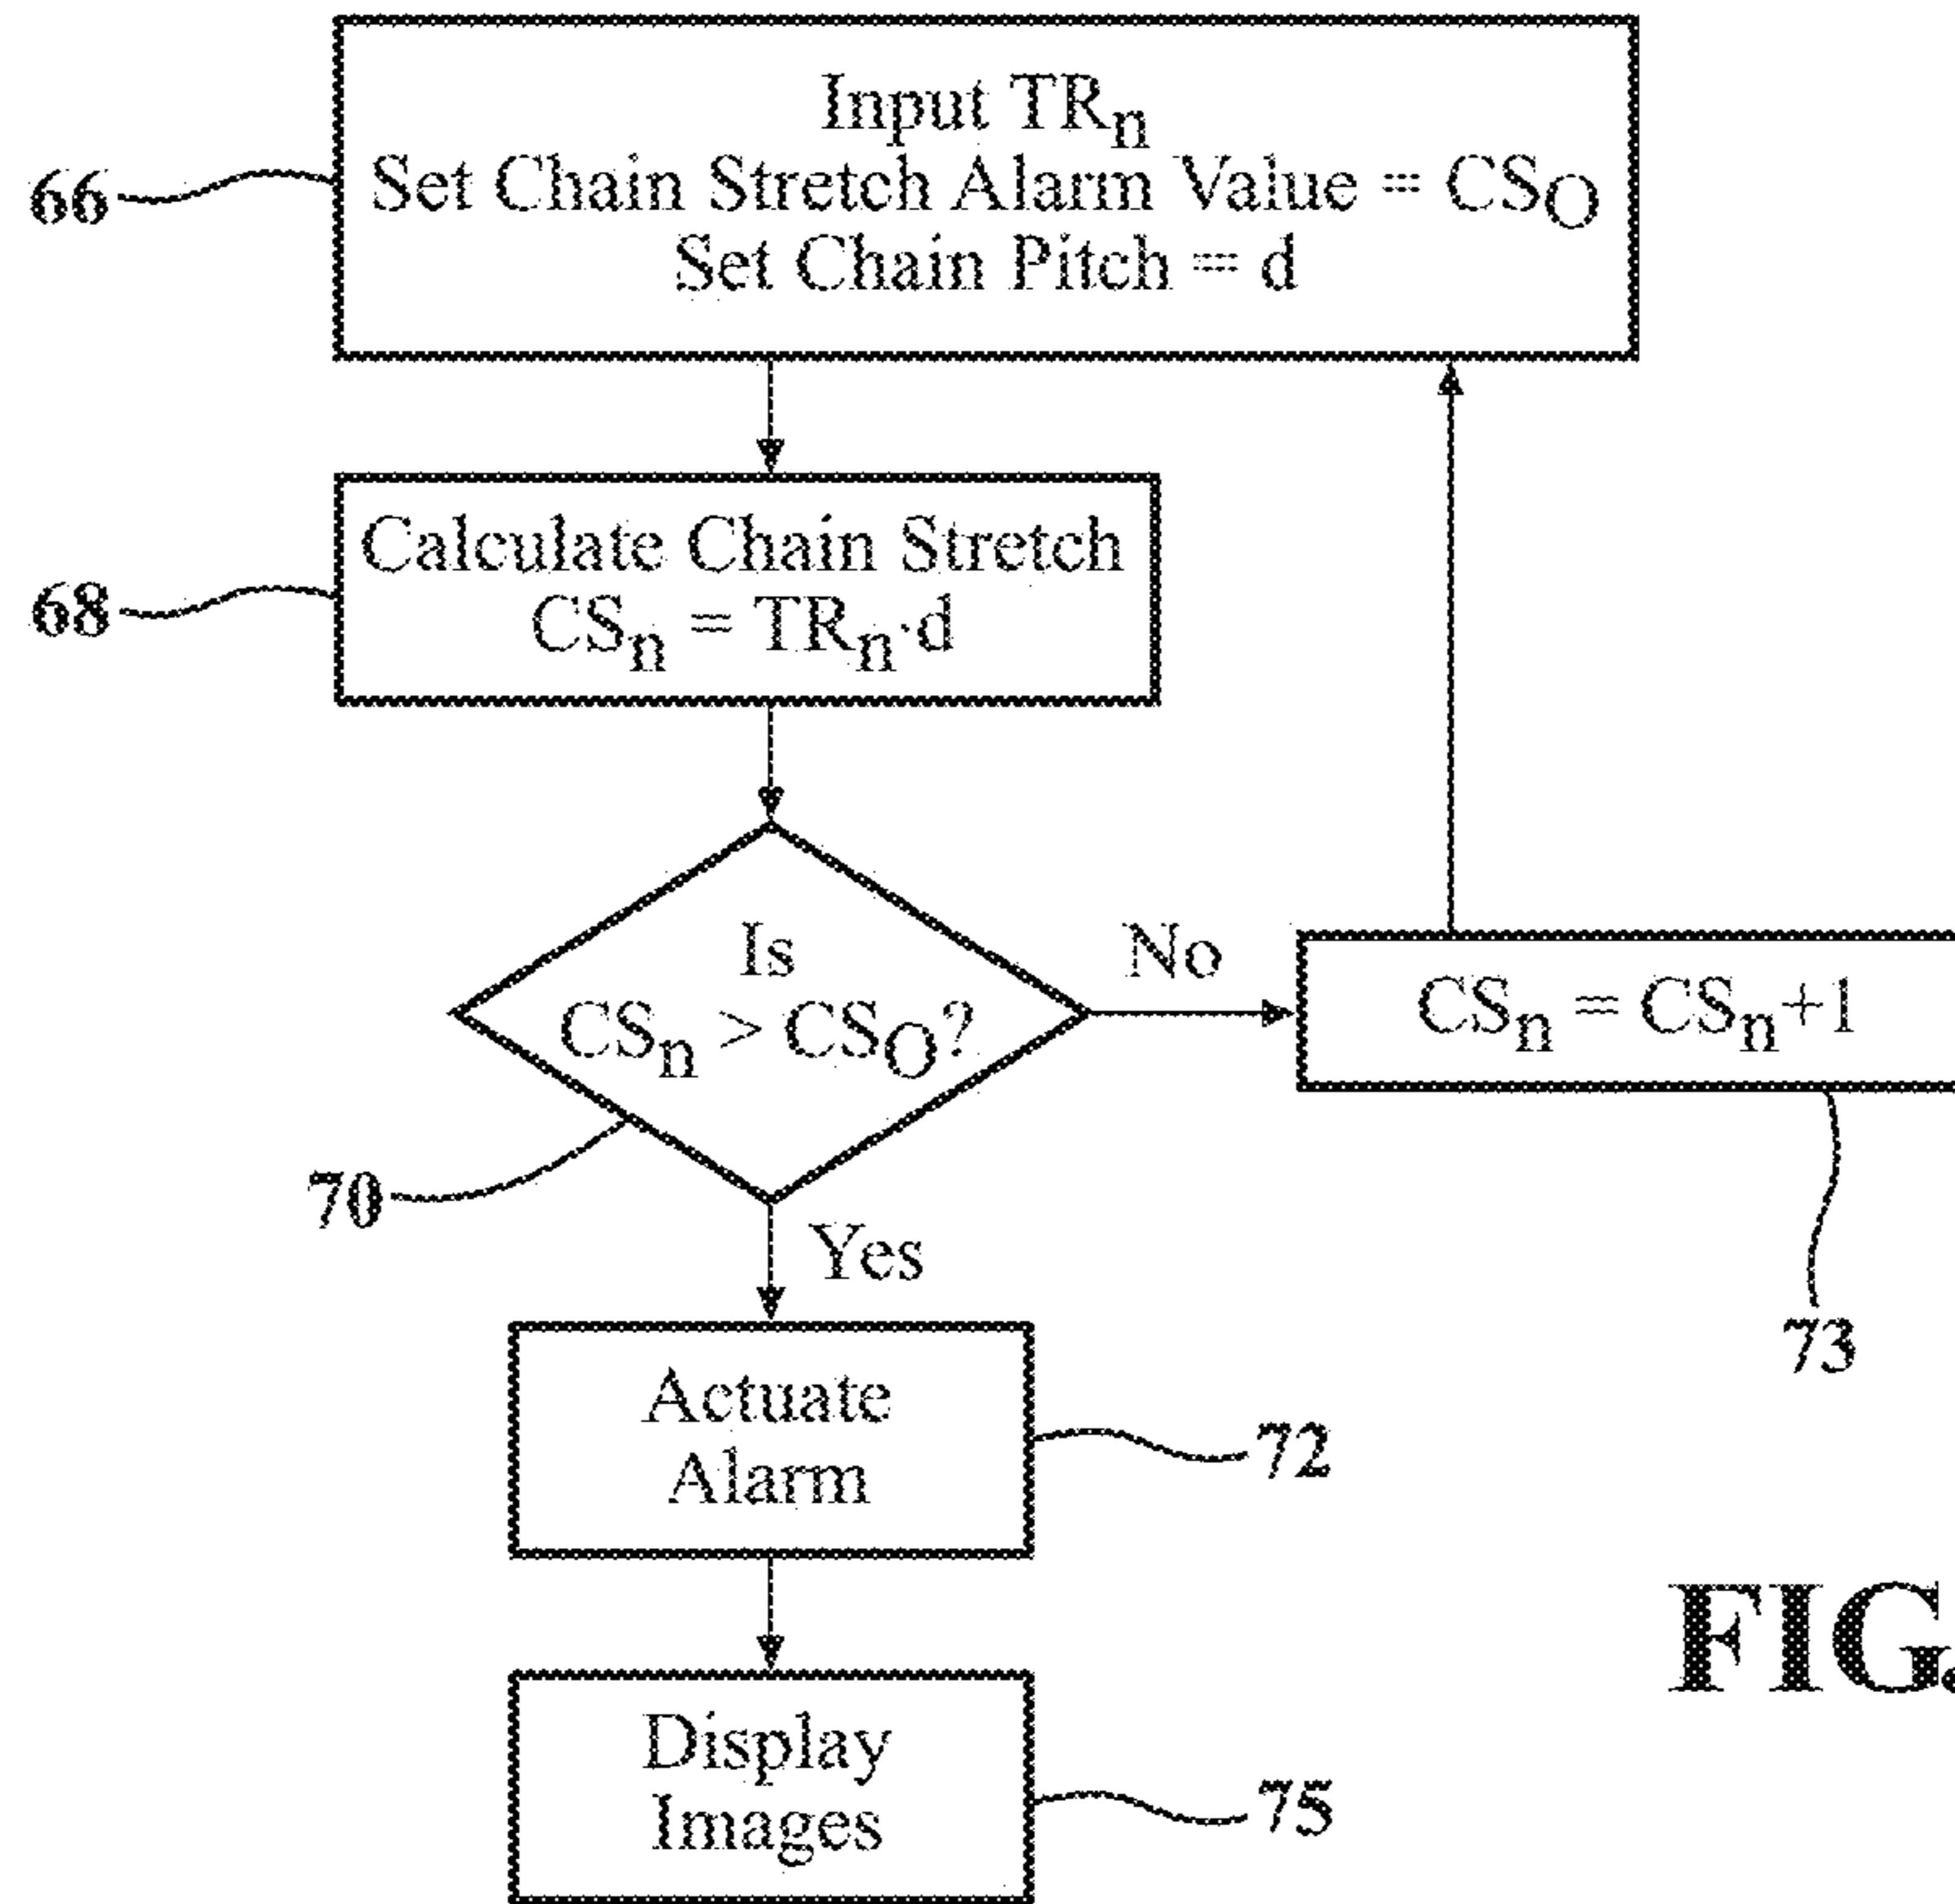 Input TRn
Set Chain Stretch Alarm Value = CSO
Set Chain Pitch = d
66
Calculate Chain Stretch
CSn = TRn·d
68
Is
CSn > CSO?
No
CSn = CSn+1
70
Yes
73
Actuate
Alarm
72
FIG.
Display
Images
75